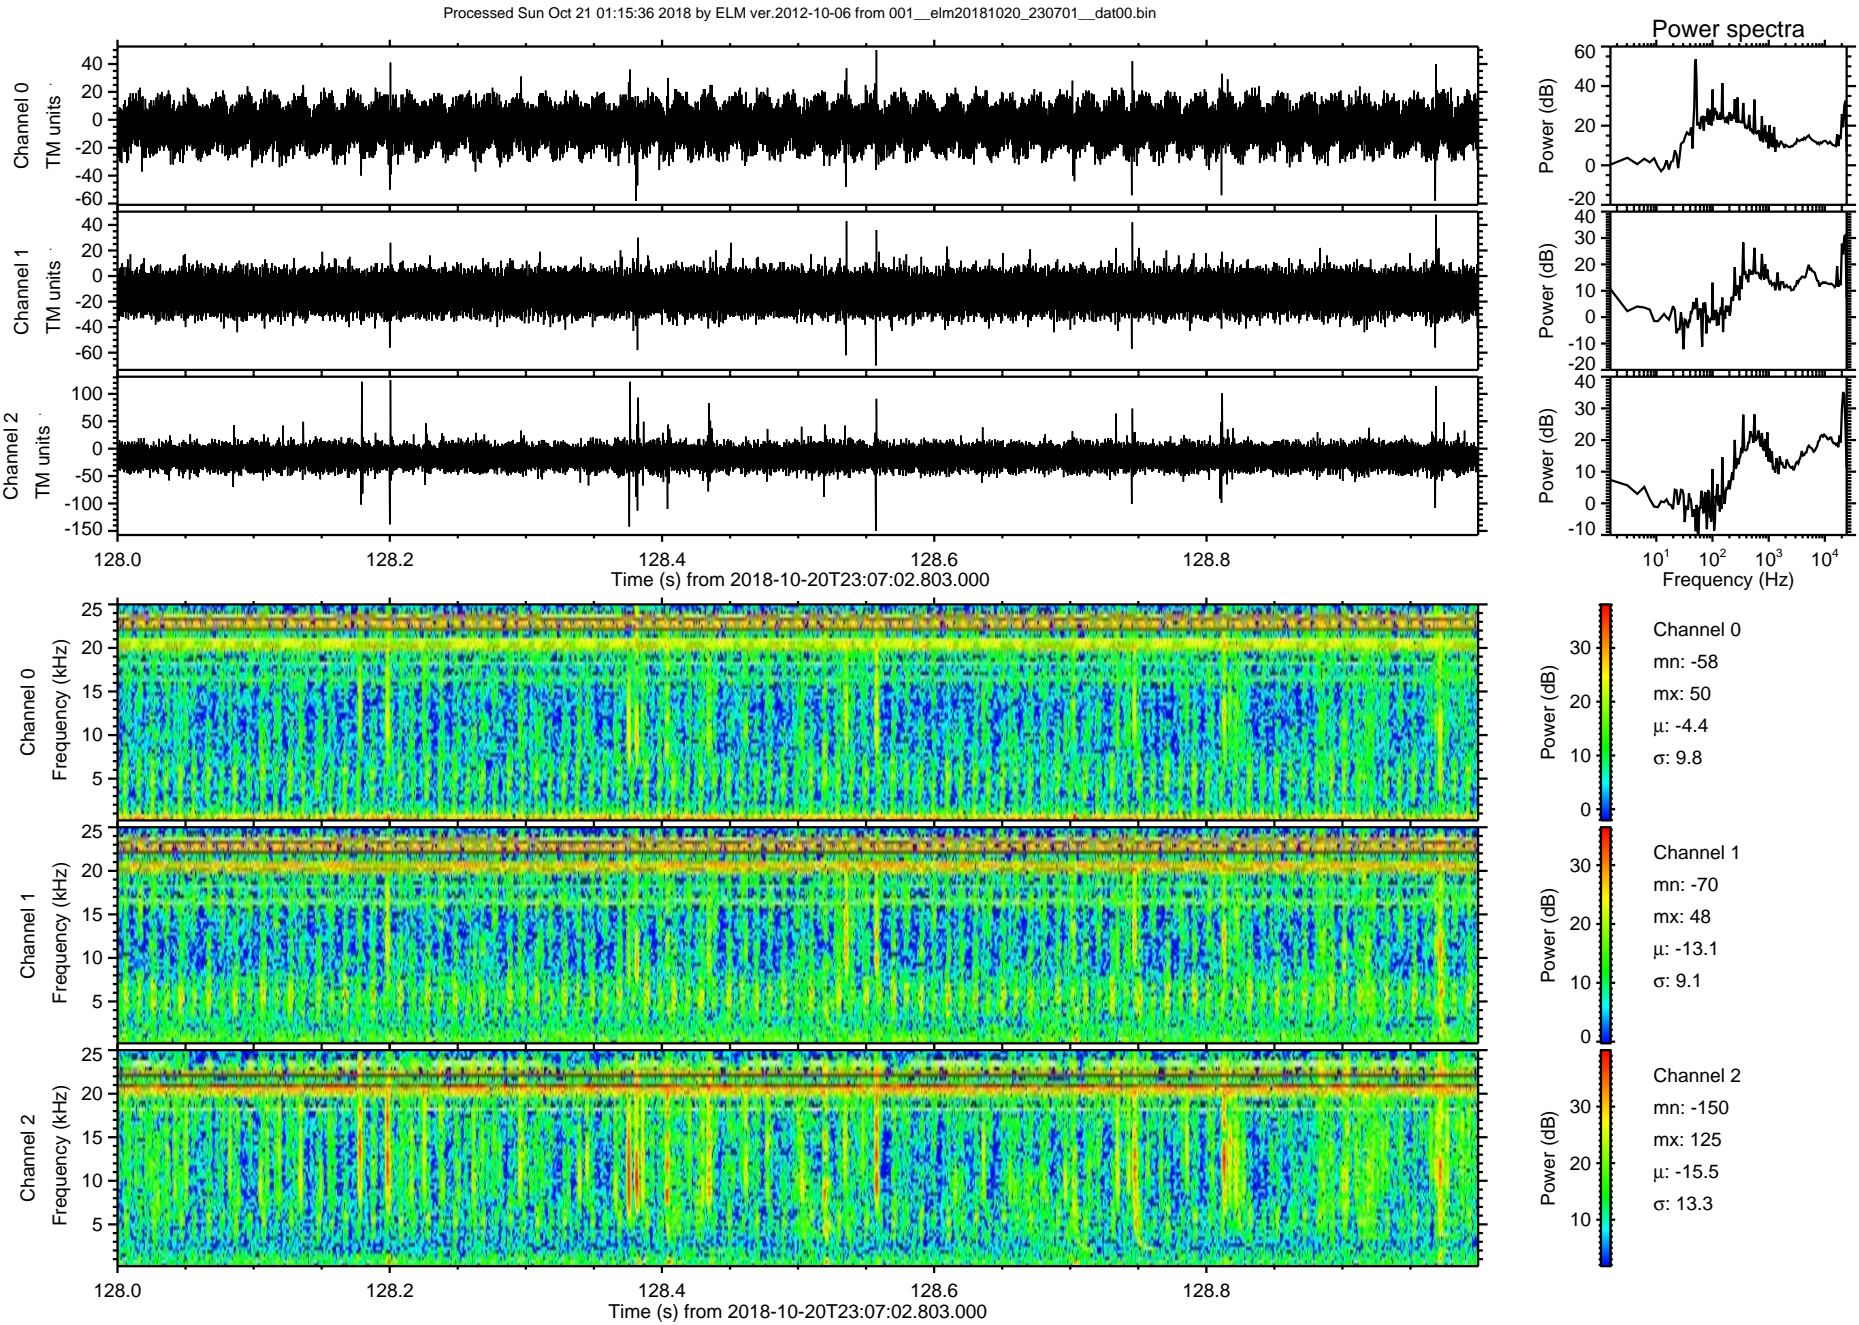 Processed Sun Oct 21 01:15:36 2018 by ELM ver.2012-10-06 from 001__elm20181020_230701__dat00.bin
Power spectra
Channel 0
TM units
40
20
0
-20
-40
-60
Power (dB)
60
40
20
0
-20
Channel 1
TM units
40
20
0
-20
-40
-60
Power (dB)
40
30
20
10
0
-10
-20
Channel 2
TM units
100
50
0
-50
-100
-150
Power (dB)
40
30
20
10
0
-10
128.0 128.2 128.4 128.6 128.8
Time (s) from 2018-10-20T23:07:02.803.000
10¹ 10² 10³ 10⁴
Frequency (Hz)
Channel 0
Frequency (kHz)
25
20
15
10
5
Power (dB)
30
20
10
0
Channel 0
mn: -58
mx: 50
μ: -4.4
σ: 9.8
Channel 1
Frequency (kHz)
25
20
15
10
5
Power (dB)
30
20
10
0
Channel 1
mn: -70
mx: 48
μ: -13.1
σ: 9.1
Channel 2
Frequency (kHz)
25
20
15
10
5
Power (dB)
30
20
10
Channel 2
mn: -150
mx: 125
μ: -15.5
σ: 13.3
128.0 128.2 128.4 128.6 128.8
Time (s) from 2018-10-20T23:07:02.803.000